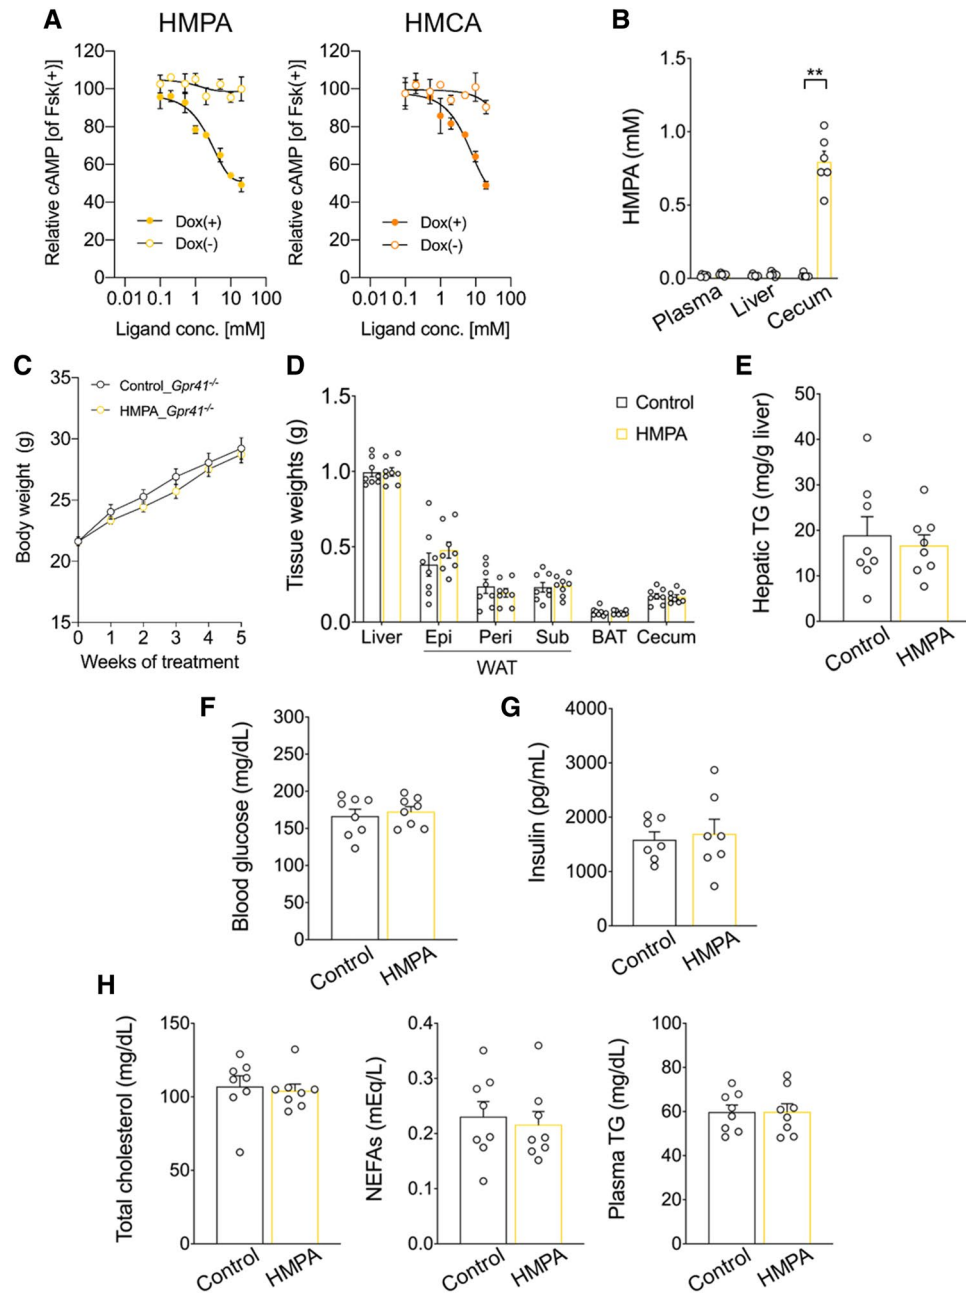 A
HMPA
HMCA
Relative cAMP [of Fsk(+)]
120
100
80
60
40
20
0
Dox(+)
Dox(-)
0.01 0.1 1 10 100
Ligand conc. [mM]
Relative cAMP [of Fsk(+)]
120
100
80
60
40
20
0
Dox(+)
Dox(-)
0.01 0.1 1 10 100
Ligand conc. [mM]
B
HMPA (mM)
1.5
1.0
0.5
0.0
**
Plasma
Liver
Cecum
C
Body weight (g)
35
30
25
20
15
Control_Gpr41-/-
HMPA_Gpr41-/-
0 1 2 3 4 5
Weeks of treatment
D
Tissue weights (g)
1.5
1.0
0.5
0.0
Control
HMPA
Liver Epi Peri Sub BAT Cecum
WAT
E
Hepatic TG (mg/g liver)
50
40
30
20
10
0
Control
HMPA
F
Blood glucose (mg/dL)
300
250
200
150
100
50
0
Control
HMPA
G
Insulin (pg/mL)
4000
3000
2000
1000
0
Control
HMPA
H
Total cholesterol (mg/dL)
150
100
50
0
Control
HMPA
NEFAs (mEq/L)
0.4
0.3
0.2
0.1
0.0
Control
HMPA
Plasma TG (mg/dL)
100
80
60
40
20
0
Control
HMPA